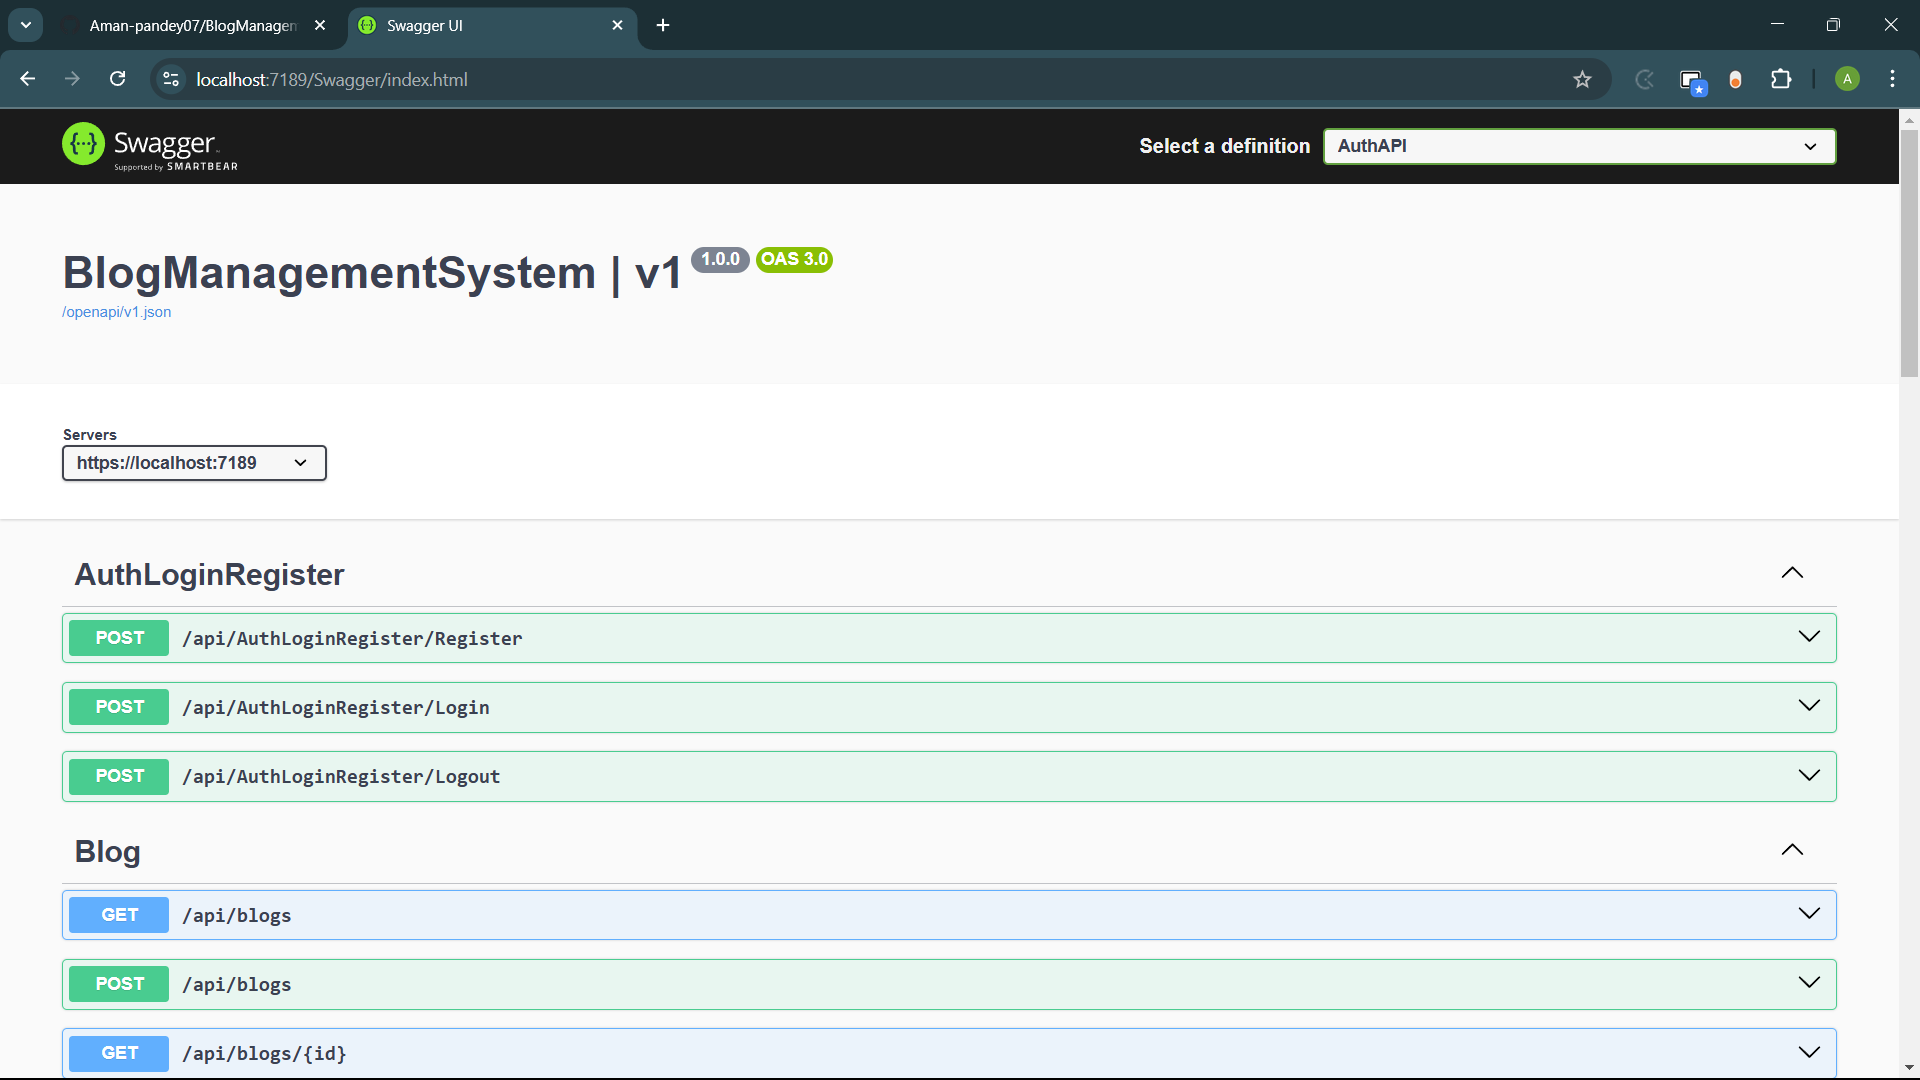 Aman-pandey07/BlogManagem
Swagger UI
localhost:7189/Swagger/index.html
A
Swagger
Supported by SMARTBEAR
Select a definition
AuthAPI
BlogManagementSystem | v1 1.0.0 OAS 3.0
/openapi/v1.json
Servers
https://localhost:7189
AuthLoginRegister
POST /api/AuthLoginRegister/Register
POST /api/AuthLoginRegister/Login
POST /api/AuthLoginRegister/Logout
Blog
GET /api/blogs
POST /api/blogs
GET /api/blogs/{id}